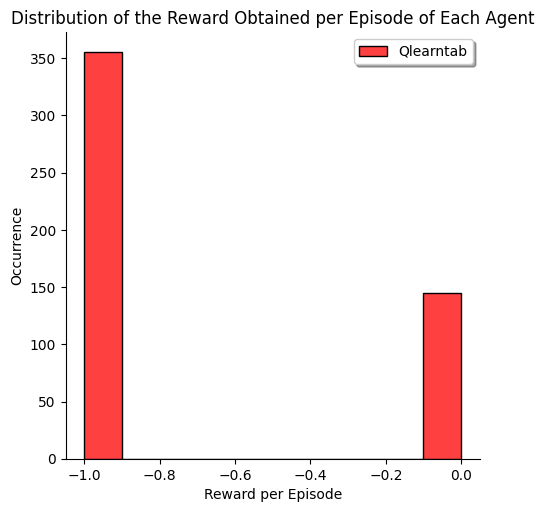 Distribution of the Reward Obtained per Episode of Each Agent
Qlearntab
350
300
250
200
150
100
50
0
Occurrence
−1.0 −0.8 −0.6 −0.4 −0.2 0.0
Reward per Episode